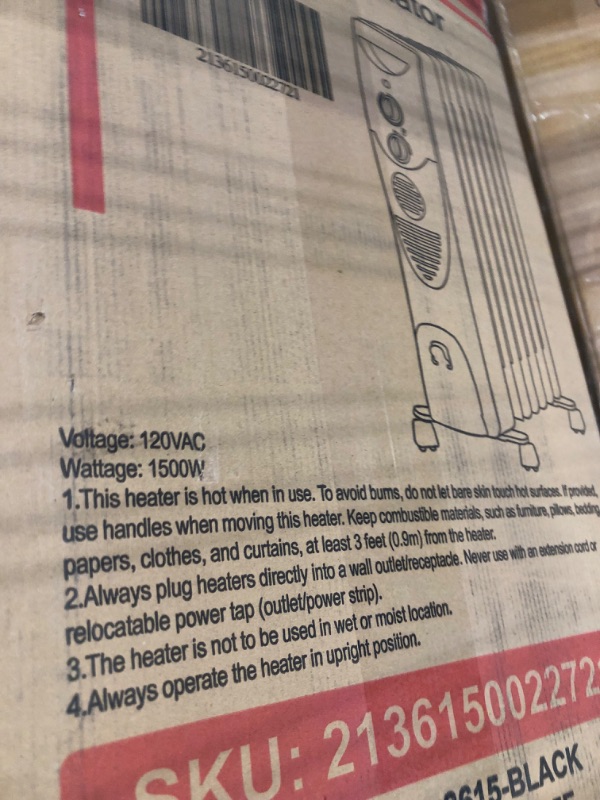 213615002272
Voltage: 120VAC
Wattage: 1500W
1.This heater is hot when in use. To avoid burns, do not let bare skin touch hot surfaces. If provided,
use handles when moving this heater. Keep combustible materials, such as furniture, pillows, bedding,
papers, clothes, and curtains, at least 3 feet (0.9m) from the heater.
2.Always plug heaters directly into a wall outlet/receptacle. Never use with an extension cord or
relocatable power tap (outlet/power strip).
3.The heater is not to be used in wet or moist location.
4.Always operate the heater in upright position.
SKU: 213615002272
2615-BLACK